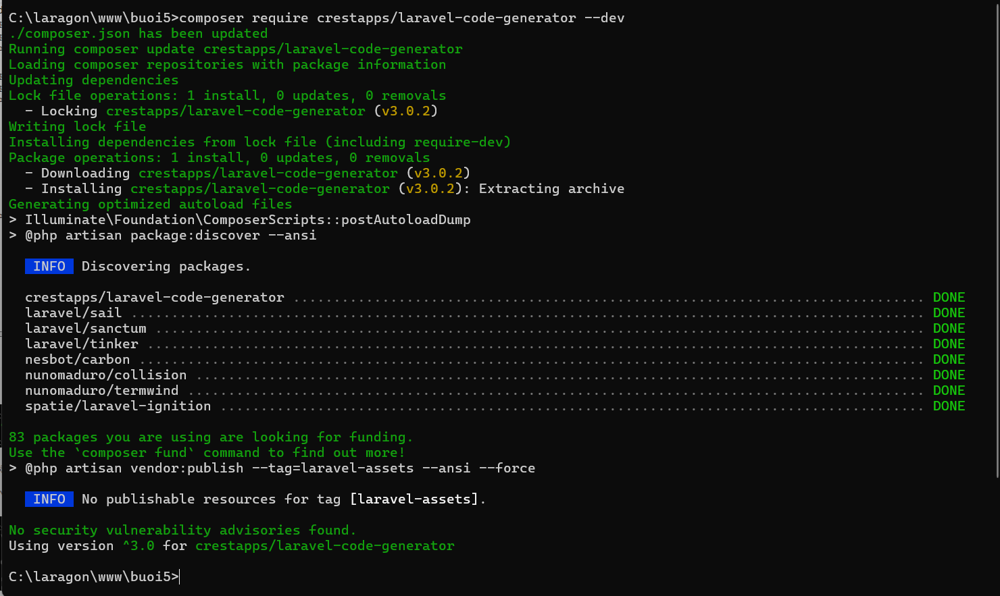 C:\laragon\www\buoi5>composer require crestapps/laravel-code-generator --dev
./composer.json has been updated
Running composer update crestapps/laravel-code-generator
Loading composer repositories with package information
Updating dependencies
Lock file operations: 1 install, 0 updates, 0 removals
  - Locking crestapps/laravel-code-generator (v3.0.2)
Writing lock file
Installing dependencies from lock file (including require-dev)
Package operations: 1 install, 0 updates, 0 removals
  - Downloading crestapps/laravel-code-generator (v3.0.2)
  - Installing crestapps/laravel-code-generator (v3.0.2): Extracting archive
Generating optimized autoload files
> Illuminate\Foundation\ComposerScripts::postAutoloadDump
> @php artisan package:discover --ansi
   INFO  Discovering packages.
  crestapps/laravel-code-generator .............................................................................. DONE
  laravel/sail .................................................................................................. DONE
  laravel/sanctum ............................................................................................... DONE
  laravel/tinker ................................................................................................ DONE
  nesbot/carbon ................................................................................................. DONE
  nunomaduro/collision .......................................................................................... DONE
  nunomaduro/termwind ........................................................................................... DONE
  spatie/laravel-ignition ....................................................................................... DONE
83 packages you are using are looking for funding.
Use the `composer fund` command to find out more!
> @php artisan vendor:publish --tag=laravel-assets --ansi --force
   INFO  No publishable resources for tag [laravel-assets].
No security vulnerability advisories found.
Using version ^3.0 for crestapps/laravel-code-generator
C:\laragon\www\buoi5>